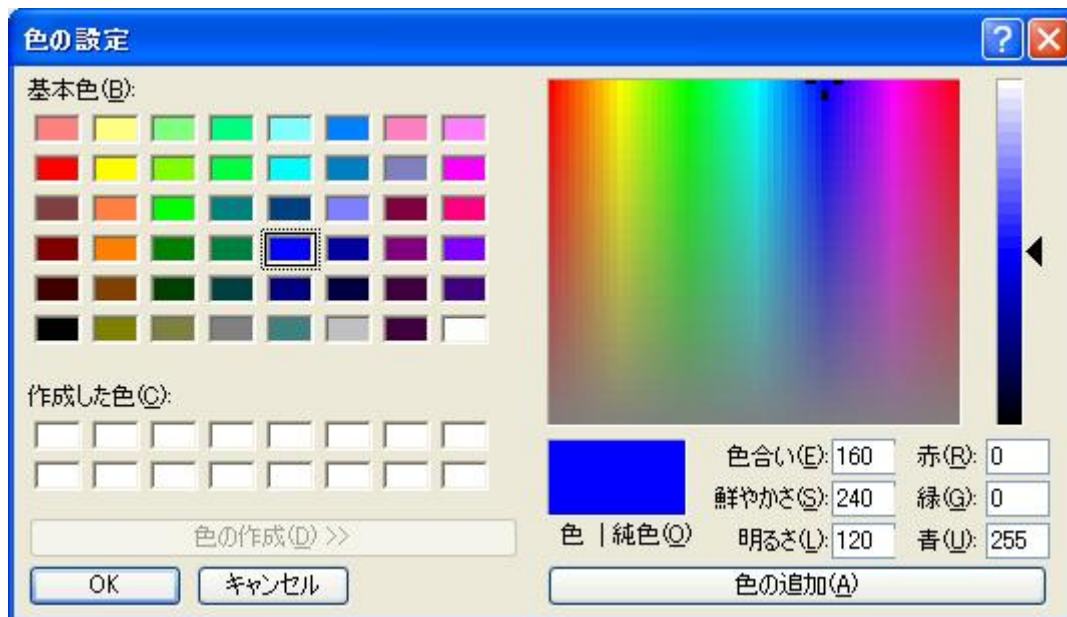 色の設定
基本色(B):
作成した色(C):
色の作成(D) >>
OK キャンセル
色合い(E): 160 赤(R): 0
鮮やかさ(S): 240 緑(G): 0
色 | 純色(O) 明るさ(L): 120 青(U): 255
色の追加(A)